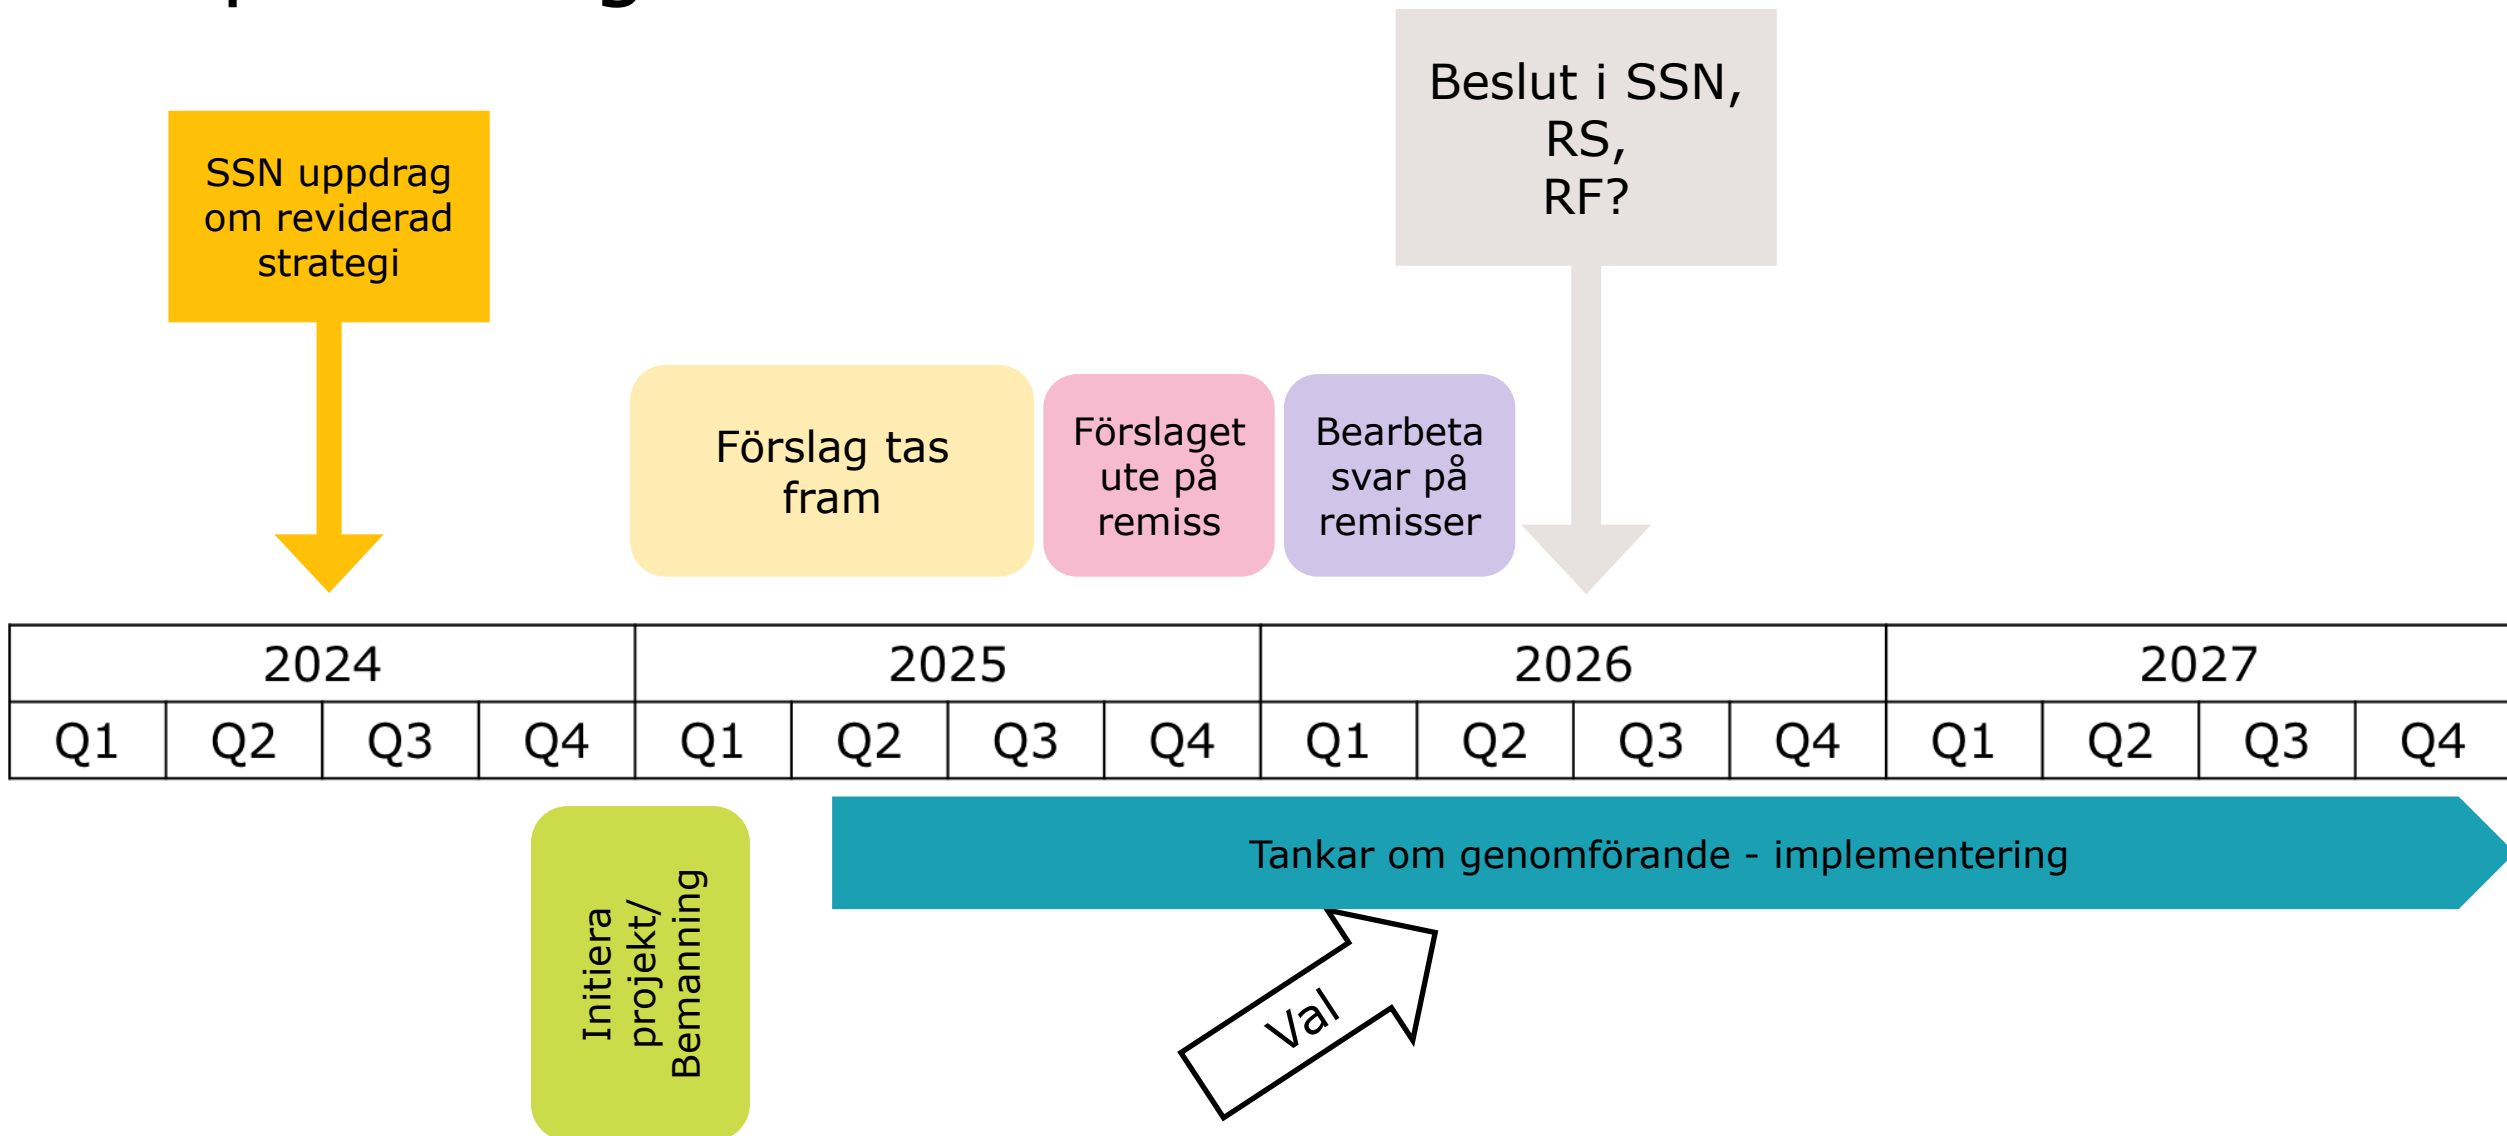 Beslut i SSN,
RS,
RF?
SSN uppdrag
om reviderad
strategi
Förslag tas
fram
Förslaget
ute på
remiss
Bearbeta
svar på
remisser
2024 2025 2026 2027
Q1 Q2 Q3 Q4 Q1 Q2 Q3 Q4 Q1 Q2 Q3 Q4 Q1 Q2 Q3 Q4
Tankar om genomförande - implementering
Initiera
projekt/
Bemanning
Val